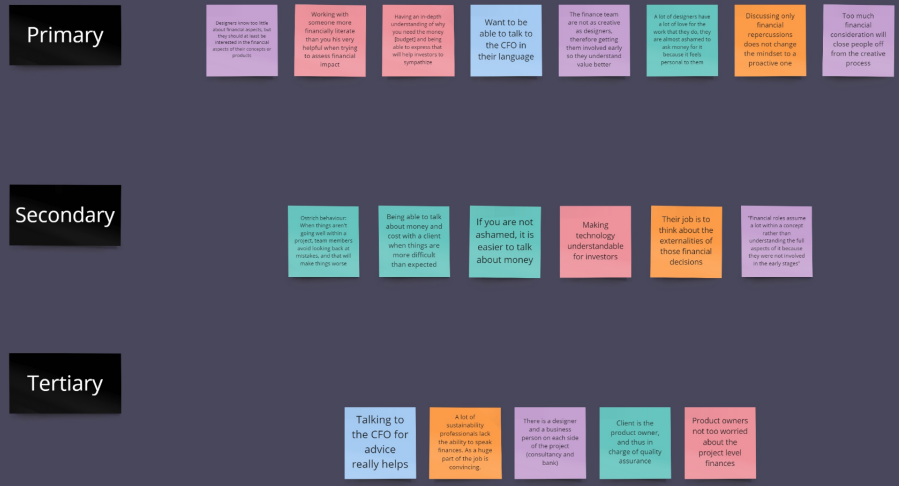 Primary
Designers know too little
about financial aspects, but
they should at least be
interested in the financial
aspects of their concepts or
products
Working with
someone more
financially literate
than you his very
helpful when trying
to assess financial
impact
Having an in-depth
understanding of why
you need the money
[budget] and being
able to express that
will help investors to
sympathize
Want to be
able to talk to
the CFO in
their language
The finance team
are not as creative
as designers,
therefore getting
them involved early
so they understand
value better
A lot of designers have
a lot of love for the
work that they do, they
are almost ashamed to
ask money for it
because it feels
personal to them
Discussing only
financial
repercussions
does not change
the mindset to a
proactive one
Too much
financial
consideration will
close people off
from the creative
process
Secondary
Ostrich behaviour:
When things aren't
going well within a
project, team members
avoid looking back at
mistakes, and that will
make things worse
Being able to talk
about money and
cost with a client
when things are
more difficult
than expected
If you are not
ashamed, it is
easier to talk
about money
Making
technology
understandable
for investors
Their job is to
think about the
externalities of
those financial
decisions
"Financial roles assume
a lot within a concept
rather than
understanding the full
aspects of it because
they were not involved
in the early stages"
Tertiary
Talking to
the CFO for
advice
really helps
A lot of
sustainability
professionals lack
the ability to speak
finances. As a huge
part of the job is
convincing.
There is a designer
and a business
person on each side
of the project
(consultancy and
bank)
Client is the
product owner,
and thus in
charge of quality
assurance
Product owners
not too worried
about the
project level
finances